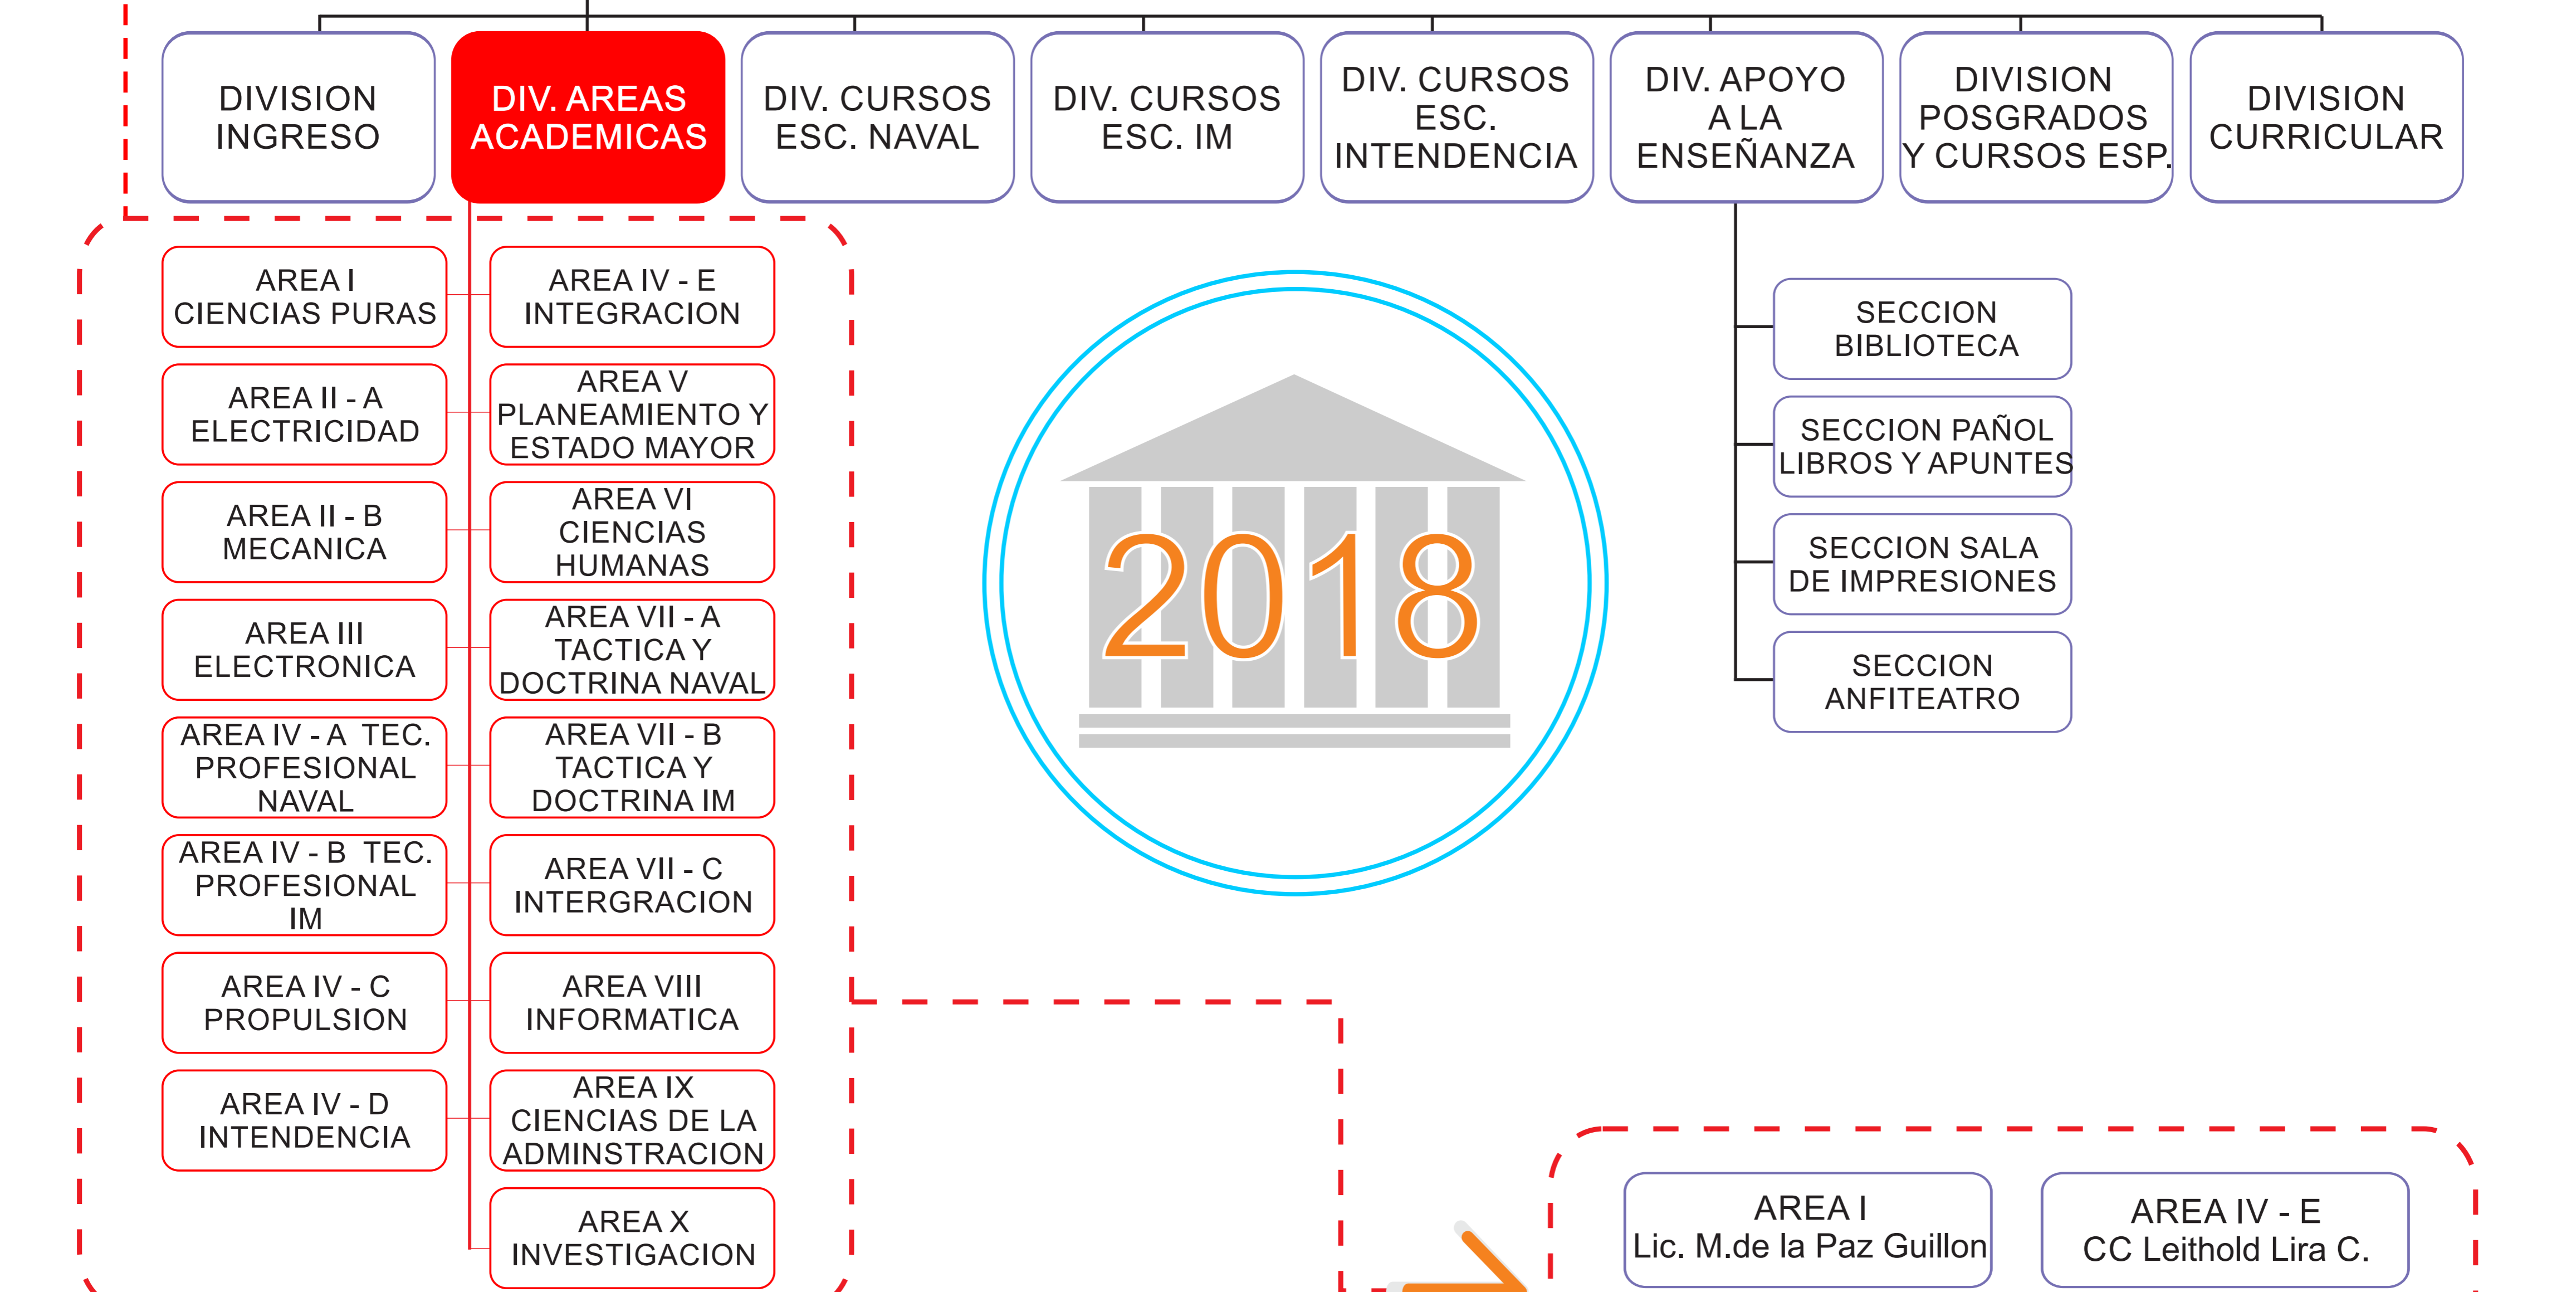 DIVISION
INGRESO
DIV. AREAS
ACADEMICAS
DIV. CURSOS
ESC. NAVAL
DIV. CURSOS
ESC. IM
DIV. CURSOS
ESC.
INTENDENCIA
DIV. APOYO
A LA
ENSEÑANZA
DIVISION
POSGRADOS
Y CURSOS ESP.
DIVISION
CURRICULAR
AREA I
CIENCIAS PURAS
AREA II - A
ELECTRICIDAD
AREA II - B
MECANICA
AREA III
ELECTRONICA
AREA IV - A TEC.
PROFESIONAL
NAVAL
AREA IV - B TEC.
PROFESIONAL
IM
AREA IV - C
PROPULSION
AREA IV - D
INTENDENCIA
AREA IV - E
INTEGRACION
AREA V
PLANEAMIENTO Y
ESTADO MAYOR
AREA VI
CIENCIAS
HUMANAS
AREA VII - A
TACTICA Y
DOCTRINA NAVAL
AREA VII - B
TACTICA Y
DOCTRINA IM
AREA VII - C
INTERGRACION
AREA VIII
INFORMATICA
AREA IX
CIENCIAS DE LA
ADMINSTRACION
AREA X
INVESTIGACION
2018
SECCION
BIBLIOTECA
SECCION PAÑOL
LIBROS Y APUNTES
SECCION SALA
DE IMPRESIONES
SECCION
ANFITEATRO
AREA I
Lic. M.de la Paz Guillon
AREA IV - E
CC Leithold Lira C.